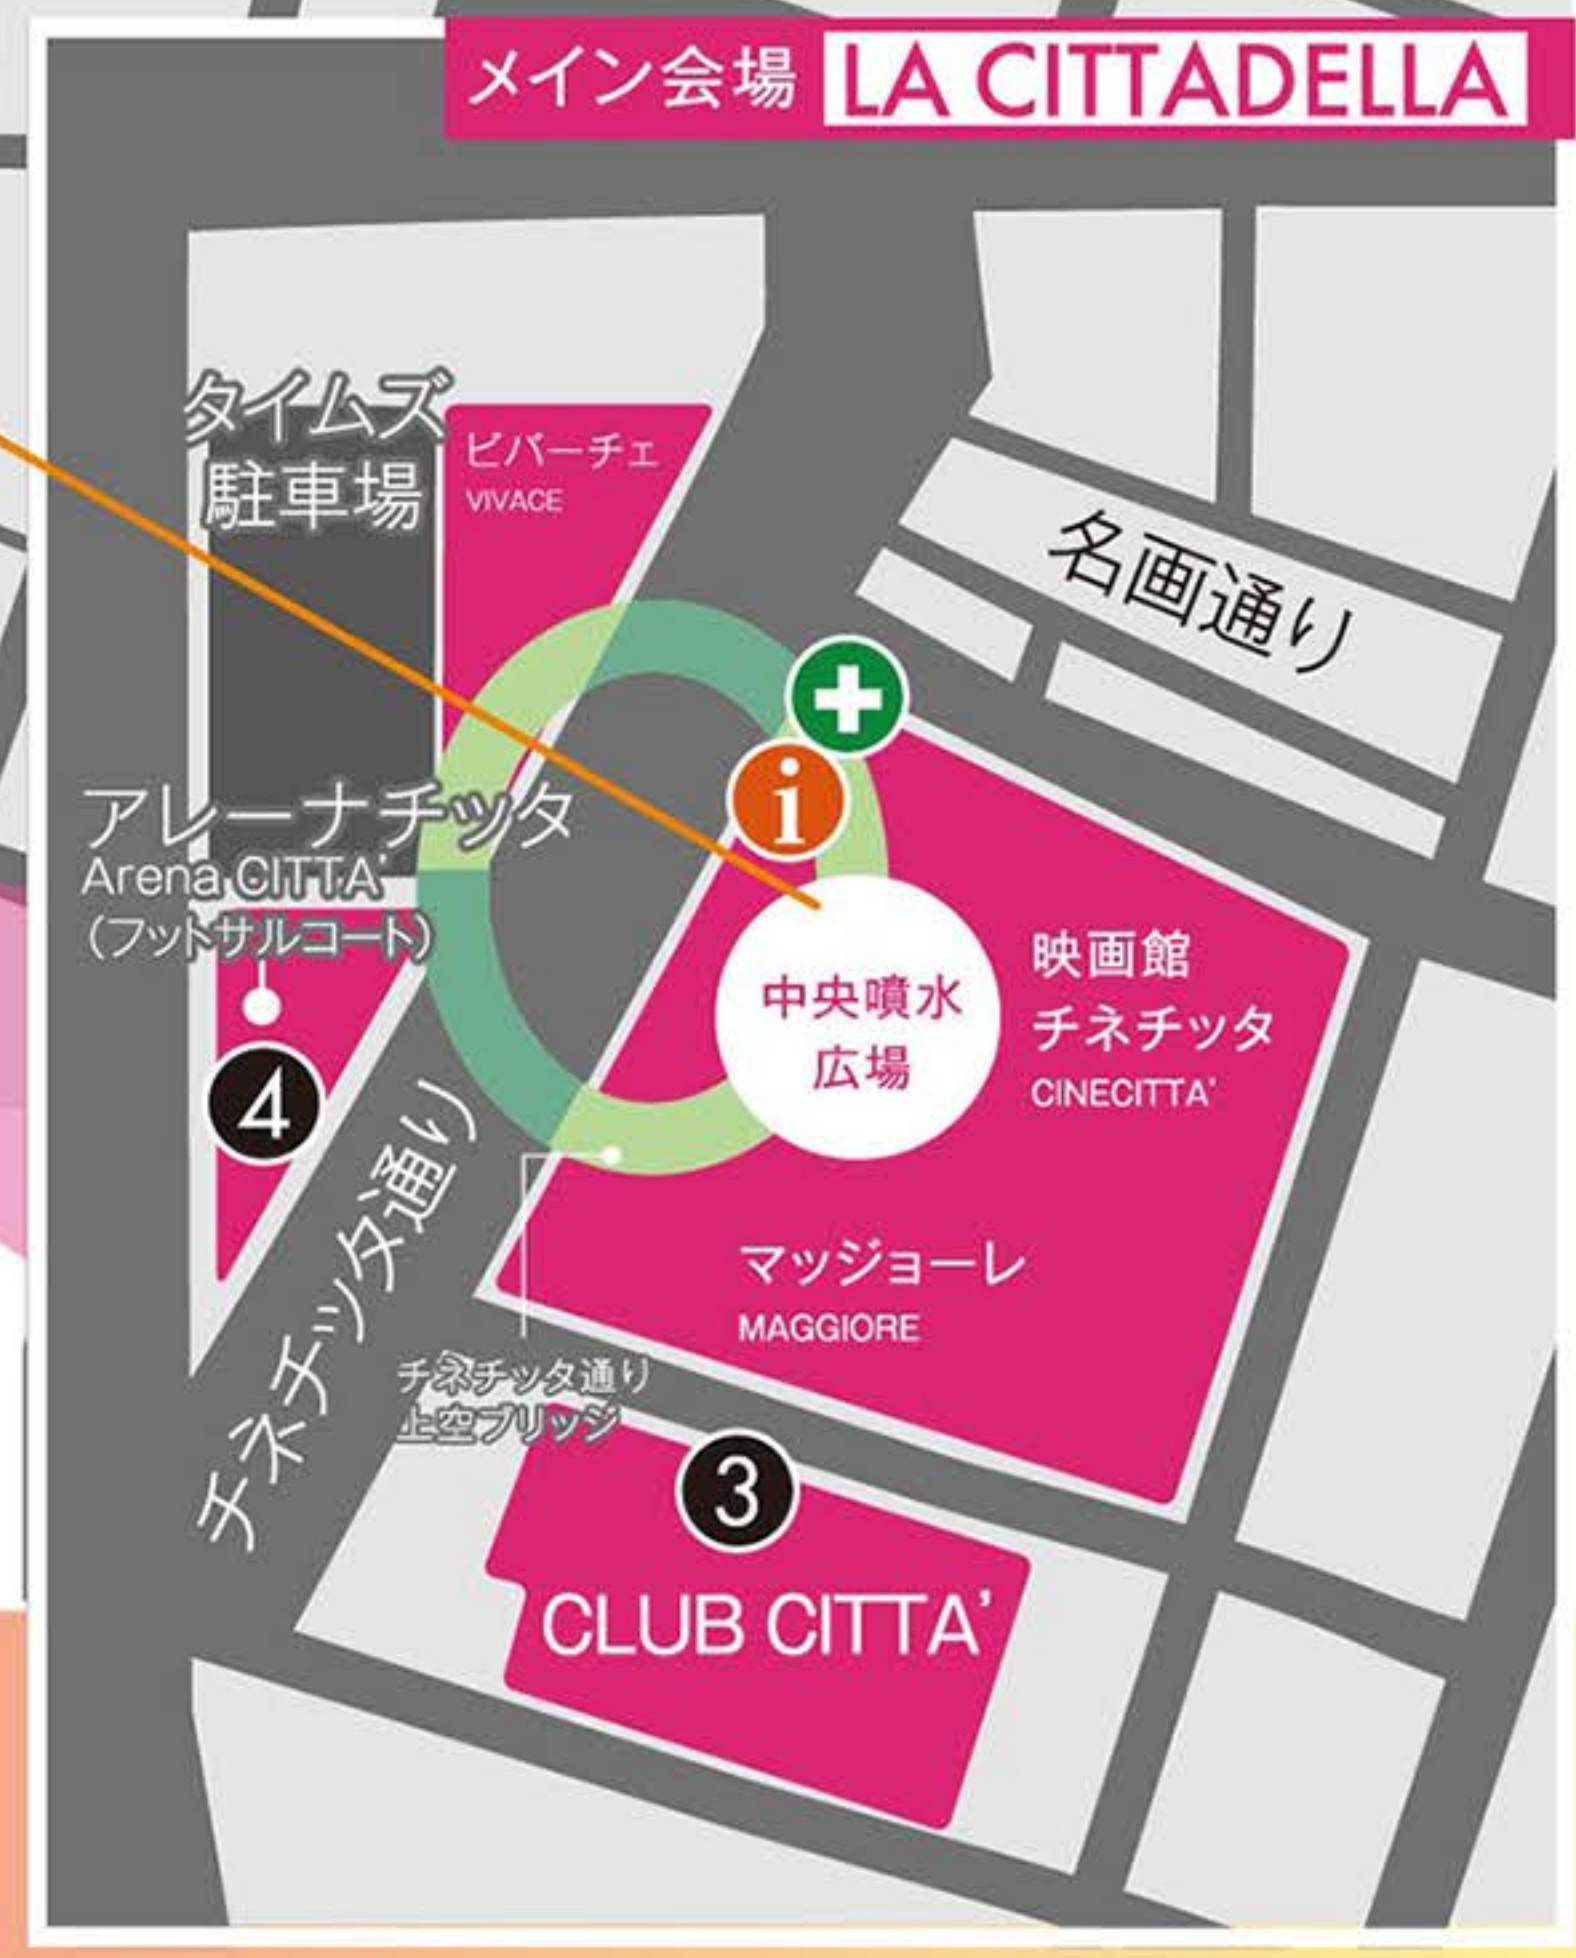 メイン会場 LA CITTADELLA
タイムズ
駐車場
ビバーチェ
VIVACE
名画通り
i
アレーナチッタ
Arena CITTA'
(フットサルコート)
4
中央噴水
広場
映画館
チネチッタ
CINECITTA'
チネチッタ通り
マッジョーレ
MAGGIORE
チネチッタ通り
上空ブリッジ
3
CLUB CITTA'